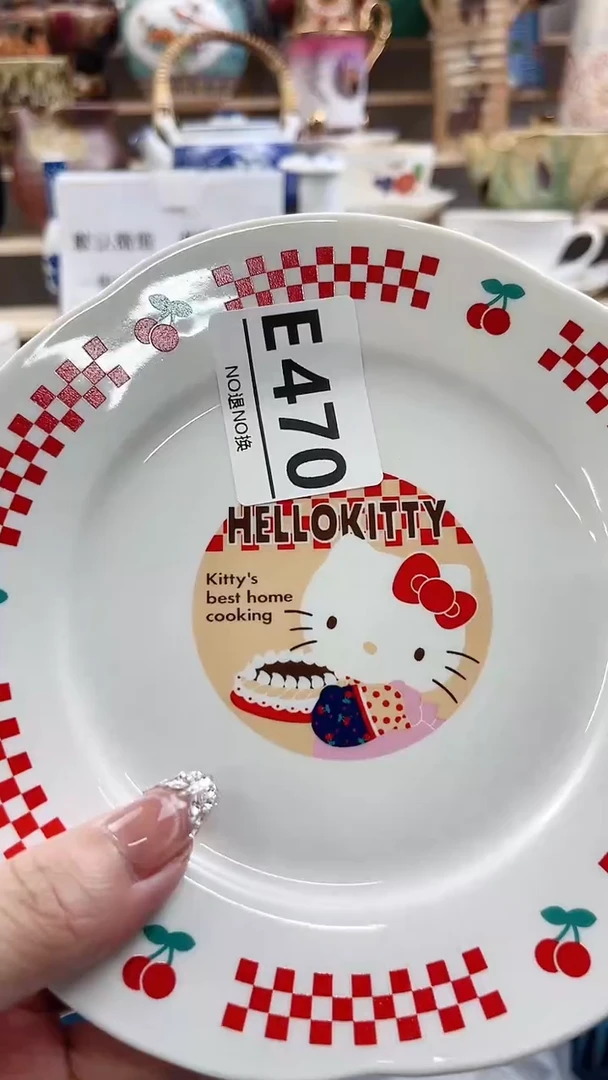 E470
NO退NO换
HELLOKITTY
Kitty's
best home
cooking